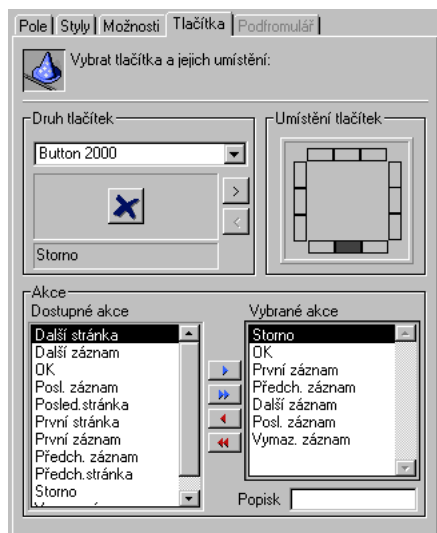 Pole Styly Možnosti Tlačítka Podfromulář
Vybrat tlačítka a jejich umístění:
Druh tlačítek
Button 2000
>
<
Storno
Umístění tlačítek
Akce
Dostupné akce
Další stránka
Další záznam
OK
Posl. záznam
Posled.stránka
První stránka
První záznam
Předch. záznam
Předch.stránka
Storno
Vybrané akce
Storno
OK
První záznam
Předch. záznam
Další záznam
Posl. záznam
Vymaz. záznam
Popisk